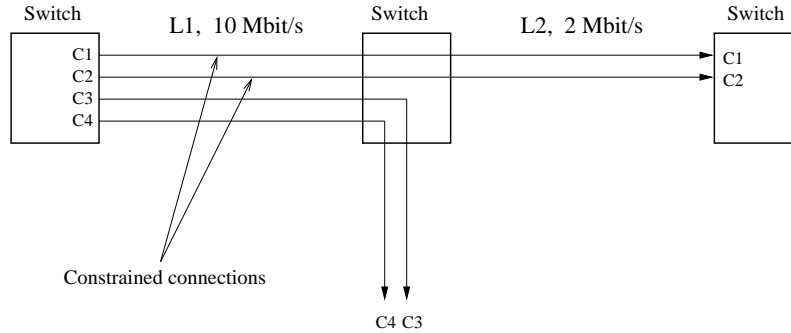 Switch
L1, 10 Mbit/s
Switch
L2, 2 Mbit/s
Switch
C1
C2
C3
C4
C1
C2
Constrained connections
C4 C3